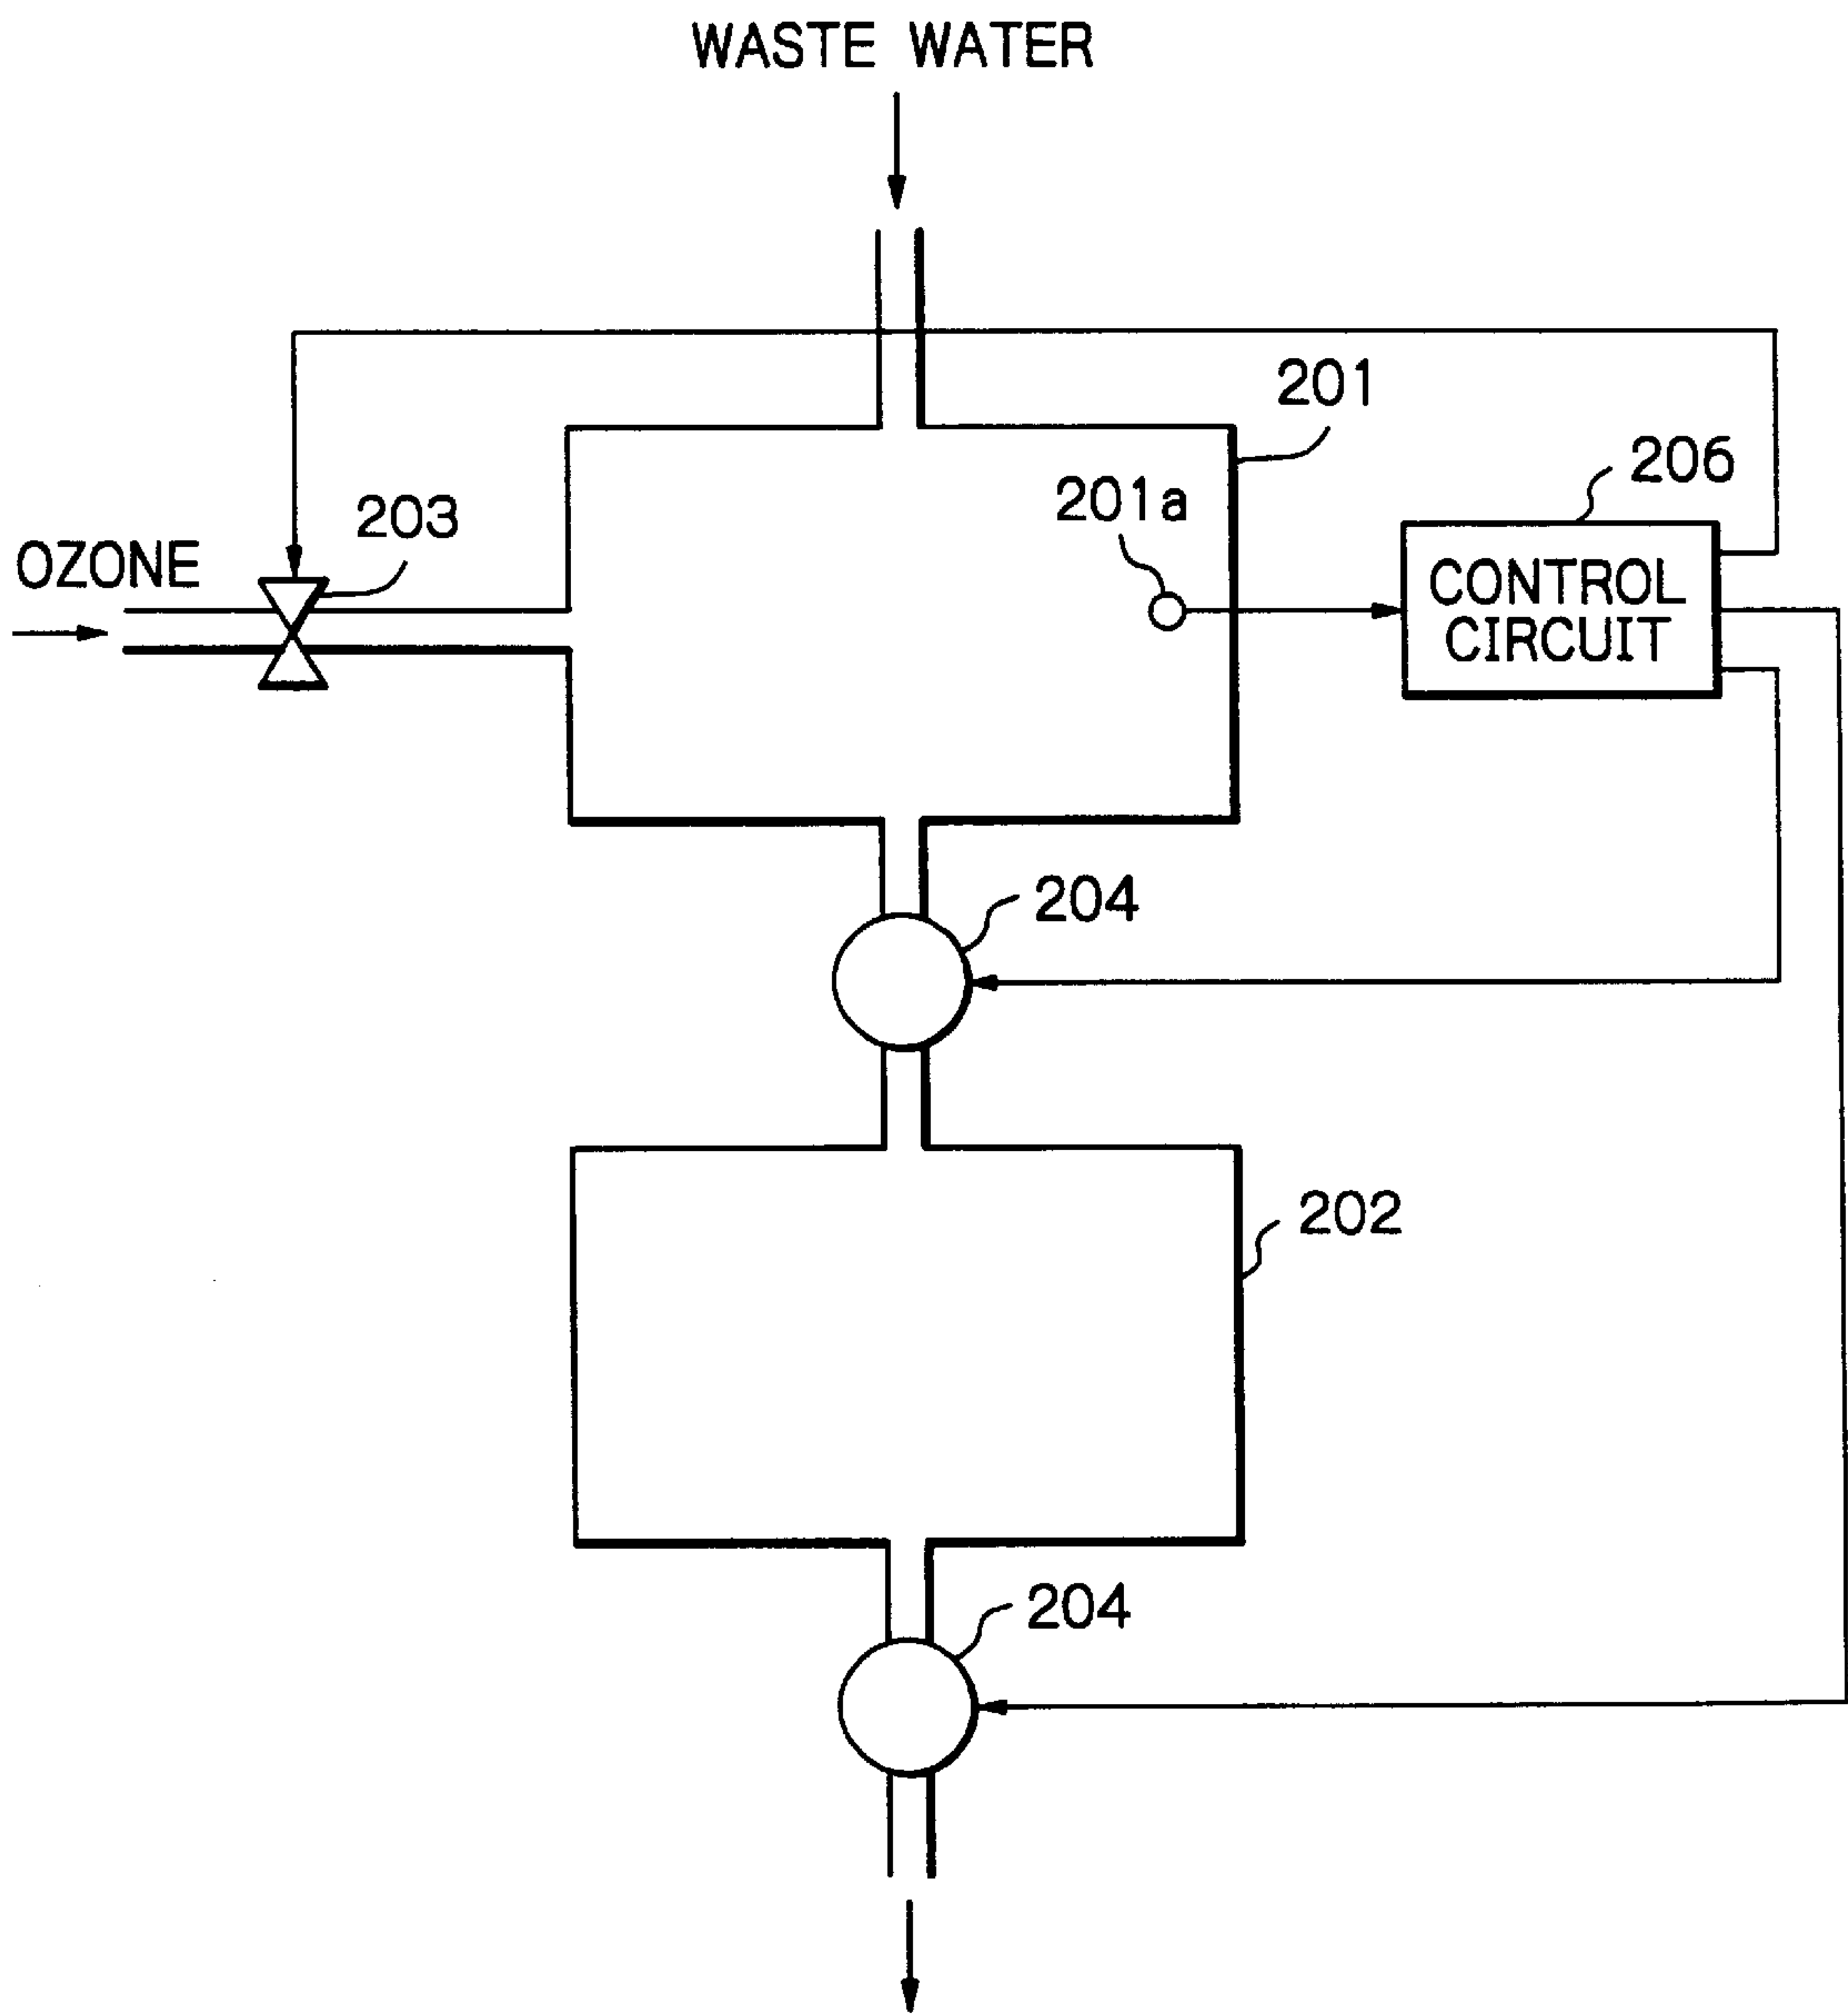 WASTE WATER
201
206
201a
203
OZONE
CONTROL
CIRCUIT
204
202
204